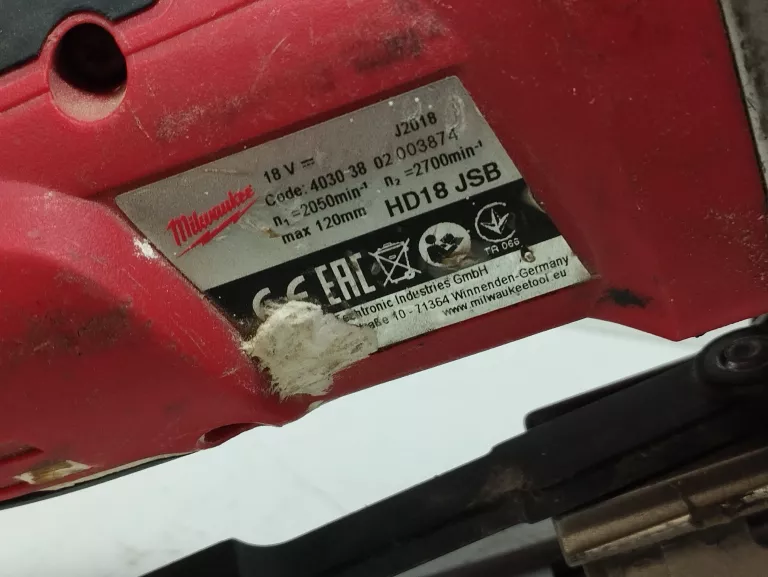 Milwaukee
18 V ⎓ J2018
Code: 4030 38 02 003874
n₁=2050min⁻¹ n₂=2700min⁻¹
max 120mm HD18 JSB
CE EAC TR 066
Techtronic Industries GmbH
10 - 71364 Winnenden-Germany
www.milwaukeetool.eu